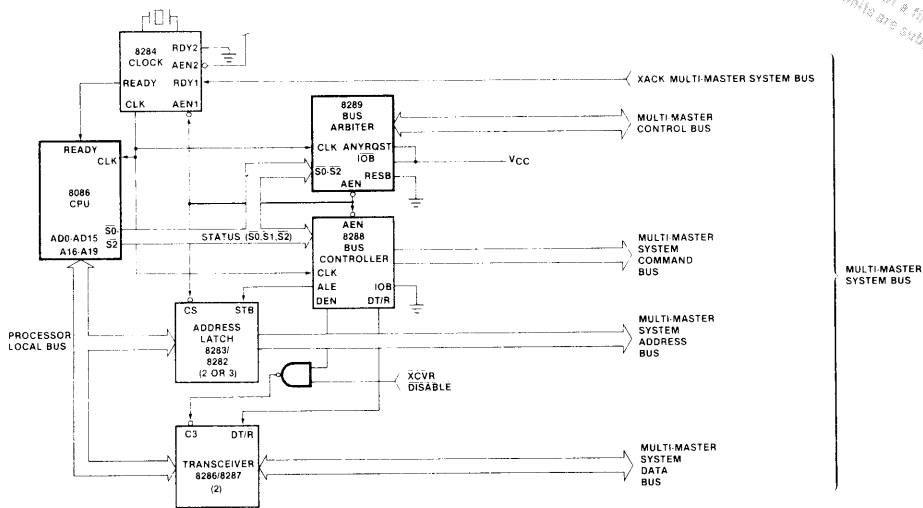 8284
CLOCK
RDY2
AEN2
READY
RDY1
CLK
AEN1
XACK MULTI-MASTER SYSTEM BUS
8289
BUS
ARBITER
CLK
ANYRQST
IOB
S0-S2
RESB
AEN
MULTI-MASTER
CONTROL BUS
VCC
READY
CLK
8086
CPU
S0-
S2
AD0-AD15
A16-A19
STATUS (S0,S1,S2)
AEN
8288
BUS
CONTROLLER
CLK
ALE
IOB
DEN
DT/R
MULTI-MASTER
SYSTEM
COMMAND
BUS
MULTI-MASTER
SYSTEM BUS
CS
STB
ADDRESS
LATCH
8283/
8282
(2 OR 3)
PROCESSOR
LOCAL BUS
MULTI-MASTER
SYSTEM
ADDRESS
BUS
XCVR
DISABLE
C3
DT/R
TRANSCEIVER
8286/8287
(2)
MULTI-MASTER
SYSTEM
DATA
BUS